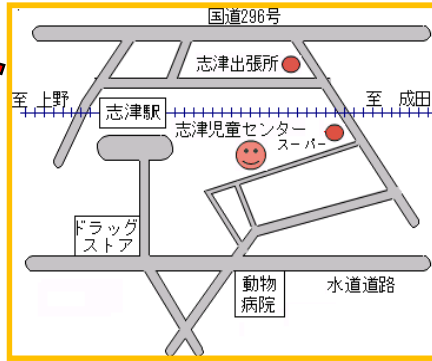 国道296号
志津出張所
至 上野
至 成田
志津駅
志津児童センター
スーパー
ドラッグ
ストア
動物
病院
水道道路